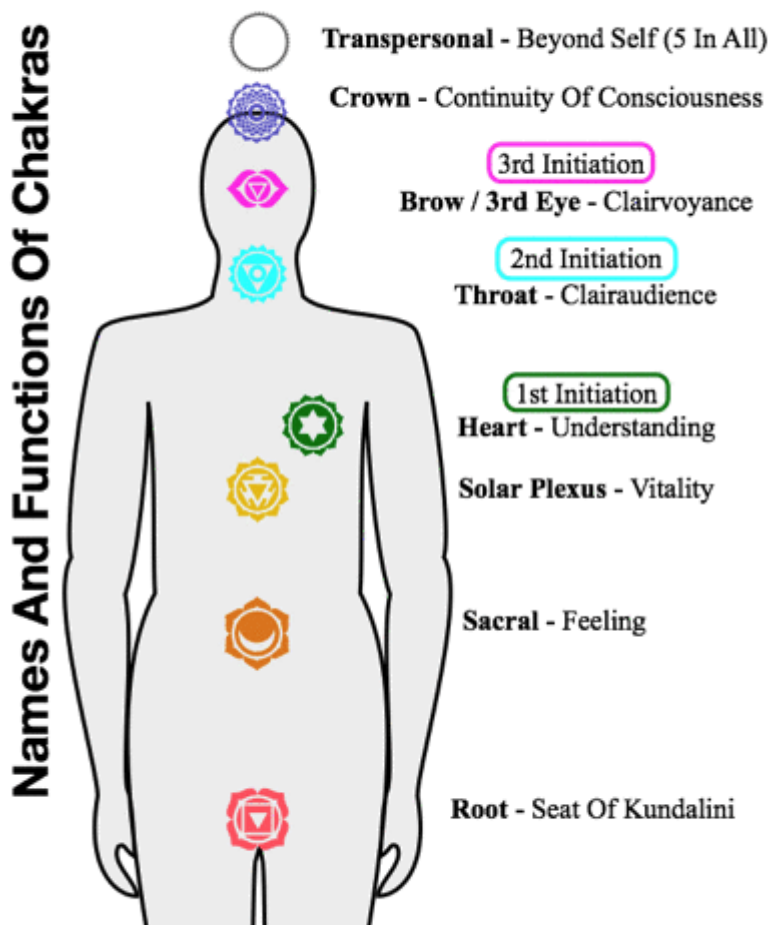 Names And Functions Of Chakras
Transpersonal - Beyond Self (5 In All)
Crown - Continuity Of Consciousness
3rd Initiation
Brow / 3rd Eye - Clairvoyance
2nd Initiation
Throat - Clairaudience
1st Initiation
Heart - Understanding
Solar Plexus - Vitality
Sacral - Feeling
Root - Seat Of Kundalini